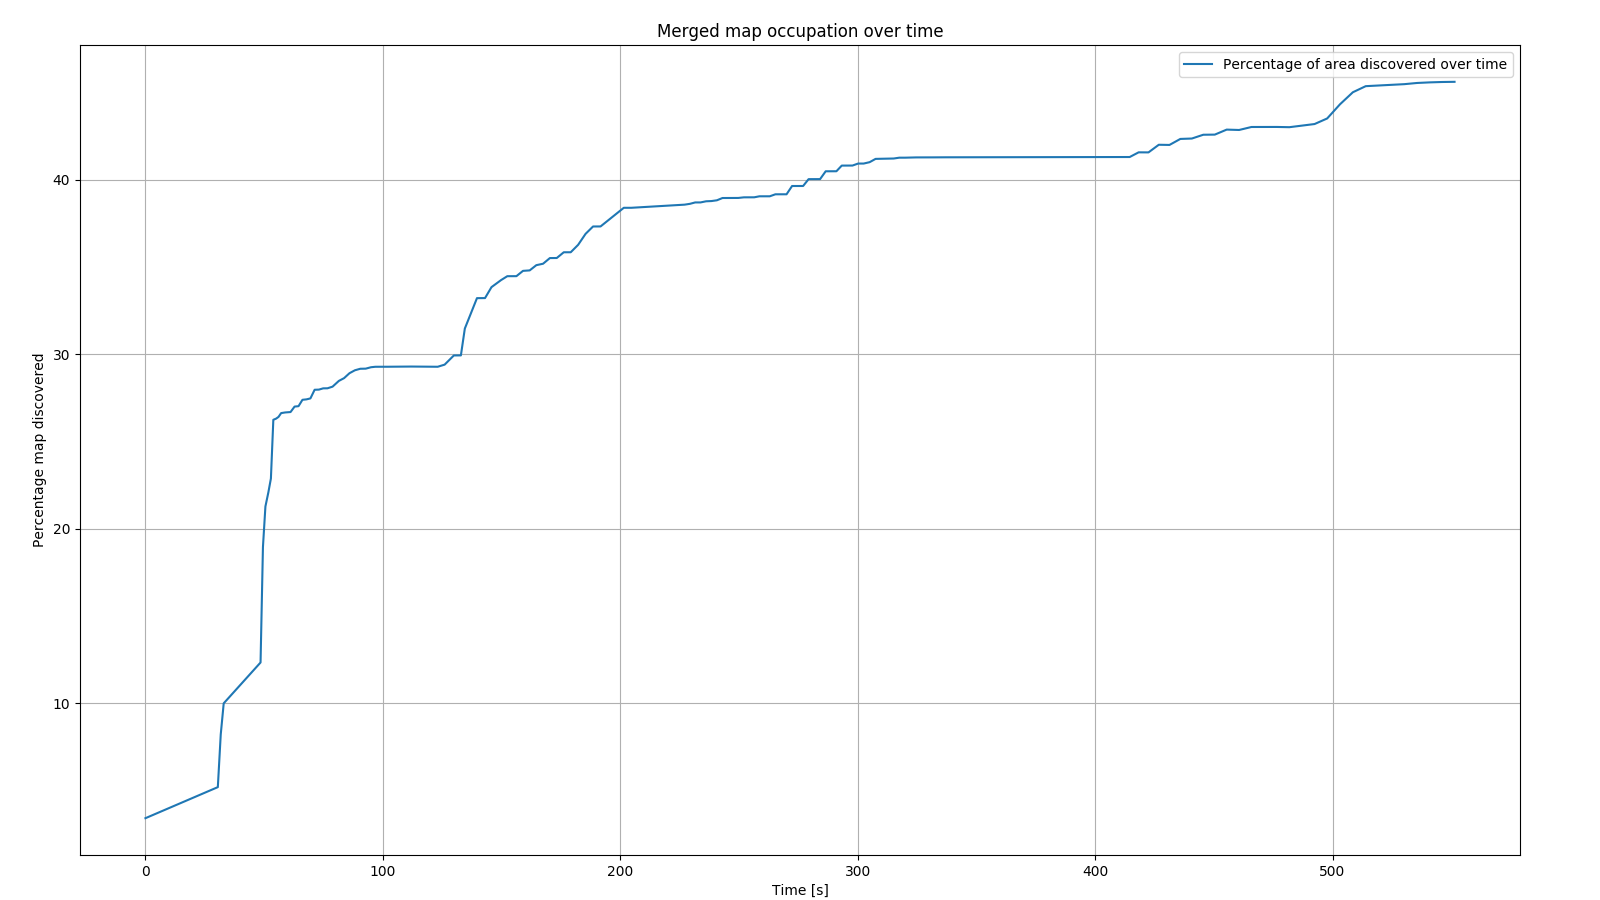 Merged map occupation over time
Percentage of area discovered over time
40
30
20
10
Percentage map discovered
0 100 200 300 400 500
Time [s]